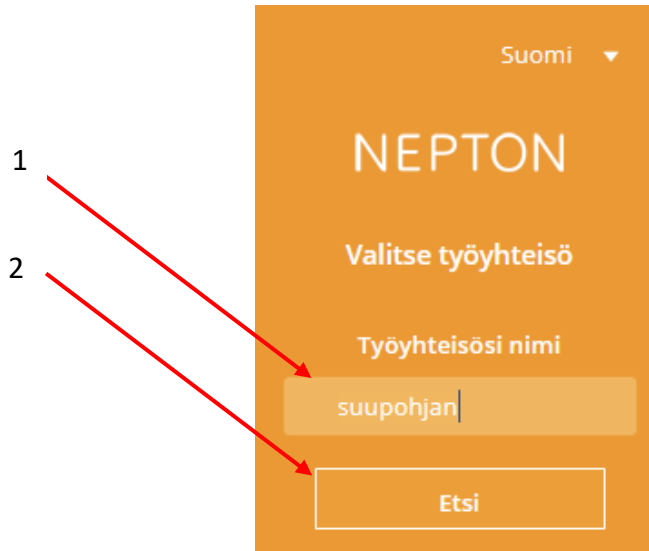 Suomi
NEPTON
1
Valitse työyhteisö
2
Työyhteisösi nimi
suupohjan
Etsi